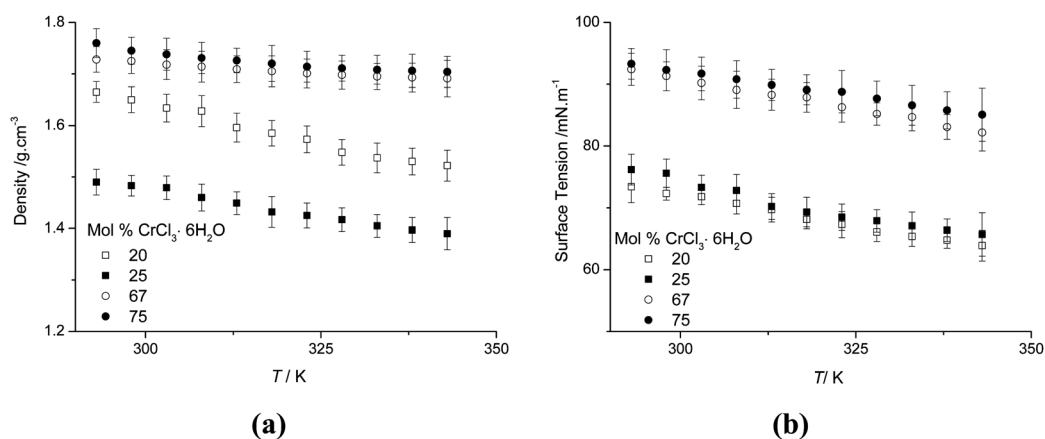 1.8
1.6
1.4
1.2
Density /g.cm⁻³
Mol % CrCl₃· 6H₂O
20
25
67
75
300
325
350
T / K
(a)
100
80
60
Surface Tension /mN.m⁻¹
Mol % CrCl₃· 6H₂O
20
25
67
75
300
325
350
T/ K
(b)